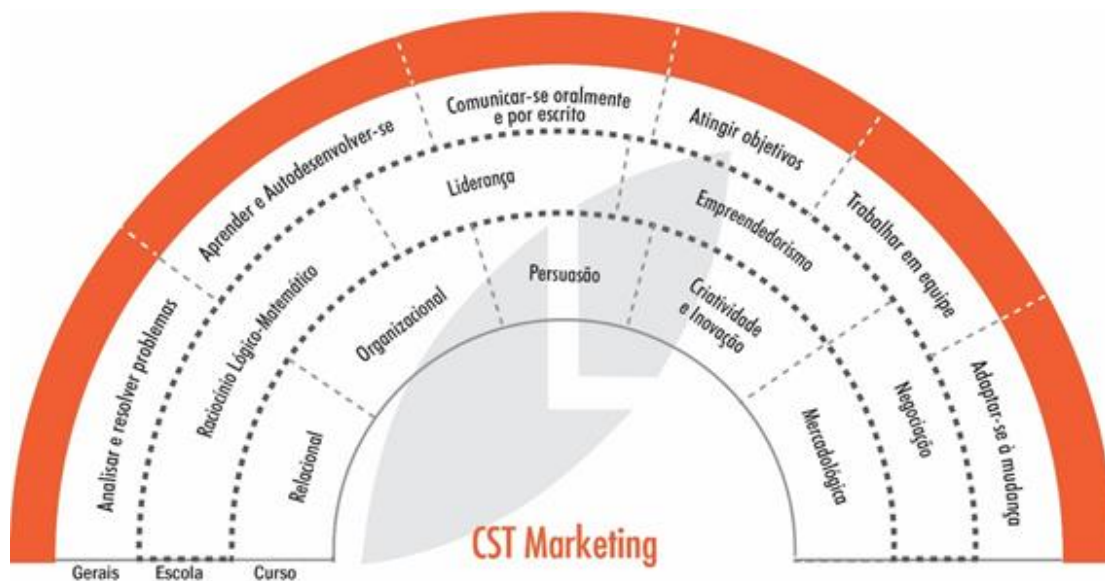 Analisar e resolver problemas
Aprender e Autodesenvolver-se
Comunicar-se oralmente
e por escrito
Atingir objetivos
Trabalhar em equipe
Adaptar-se à mudança
Raciocínio Lógico-Matemático
Liderança
Empreendedorismo
Negociação
Relacional
Organizacional
Persuasão
Criatividade
e Inovação
Mercadológica
CST Marketing
Gerais
Escola
Curso